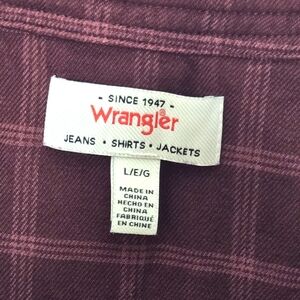 - SINCE 1947 -
Wrangler®
JEANS • SHIRTS • JACKETS
L/E/G
MADE IN
CHINA
HECHO EN
CHINA
FABRIQUÉ
EN CHINE